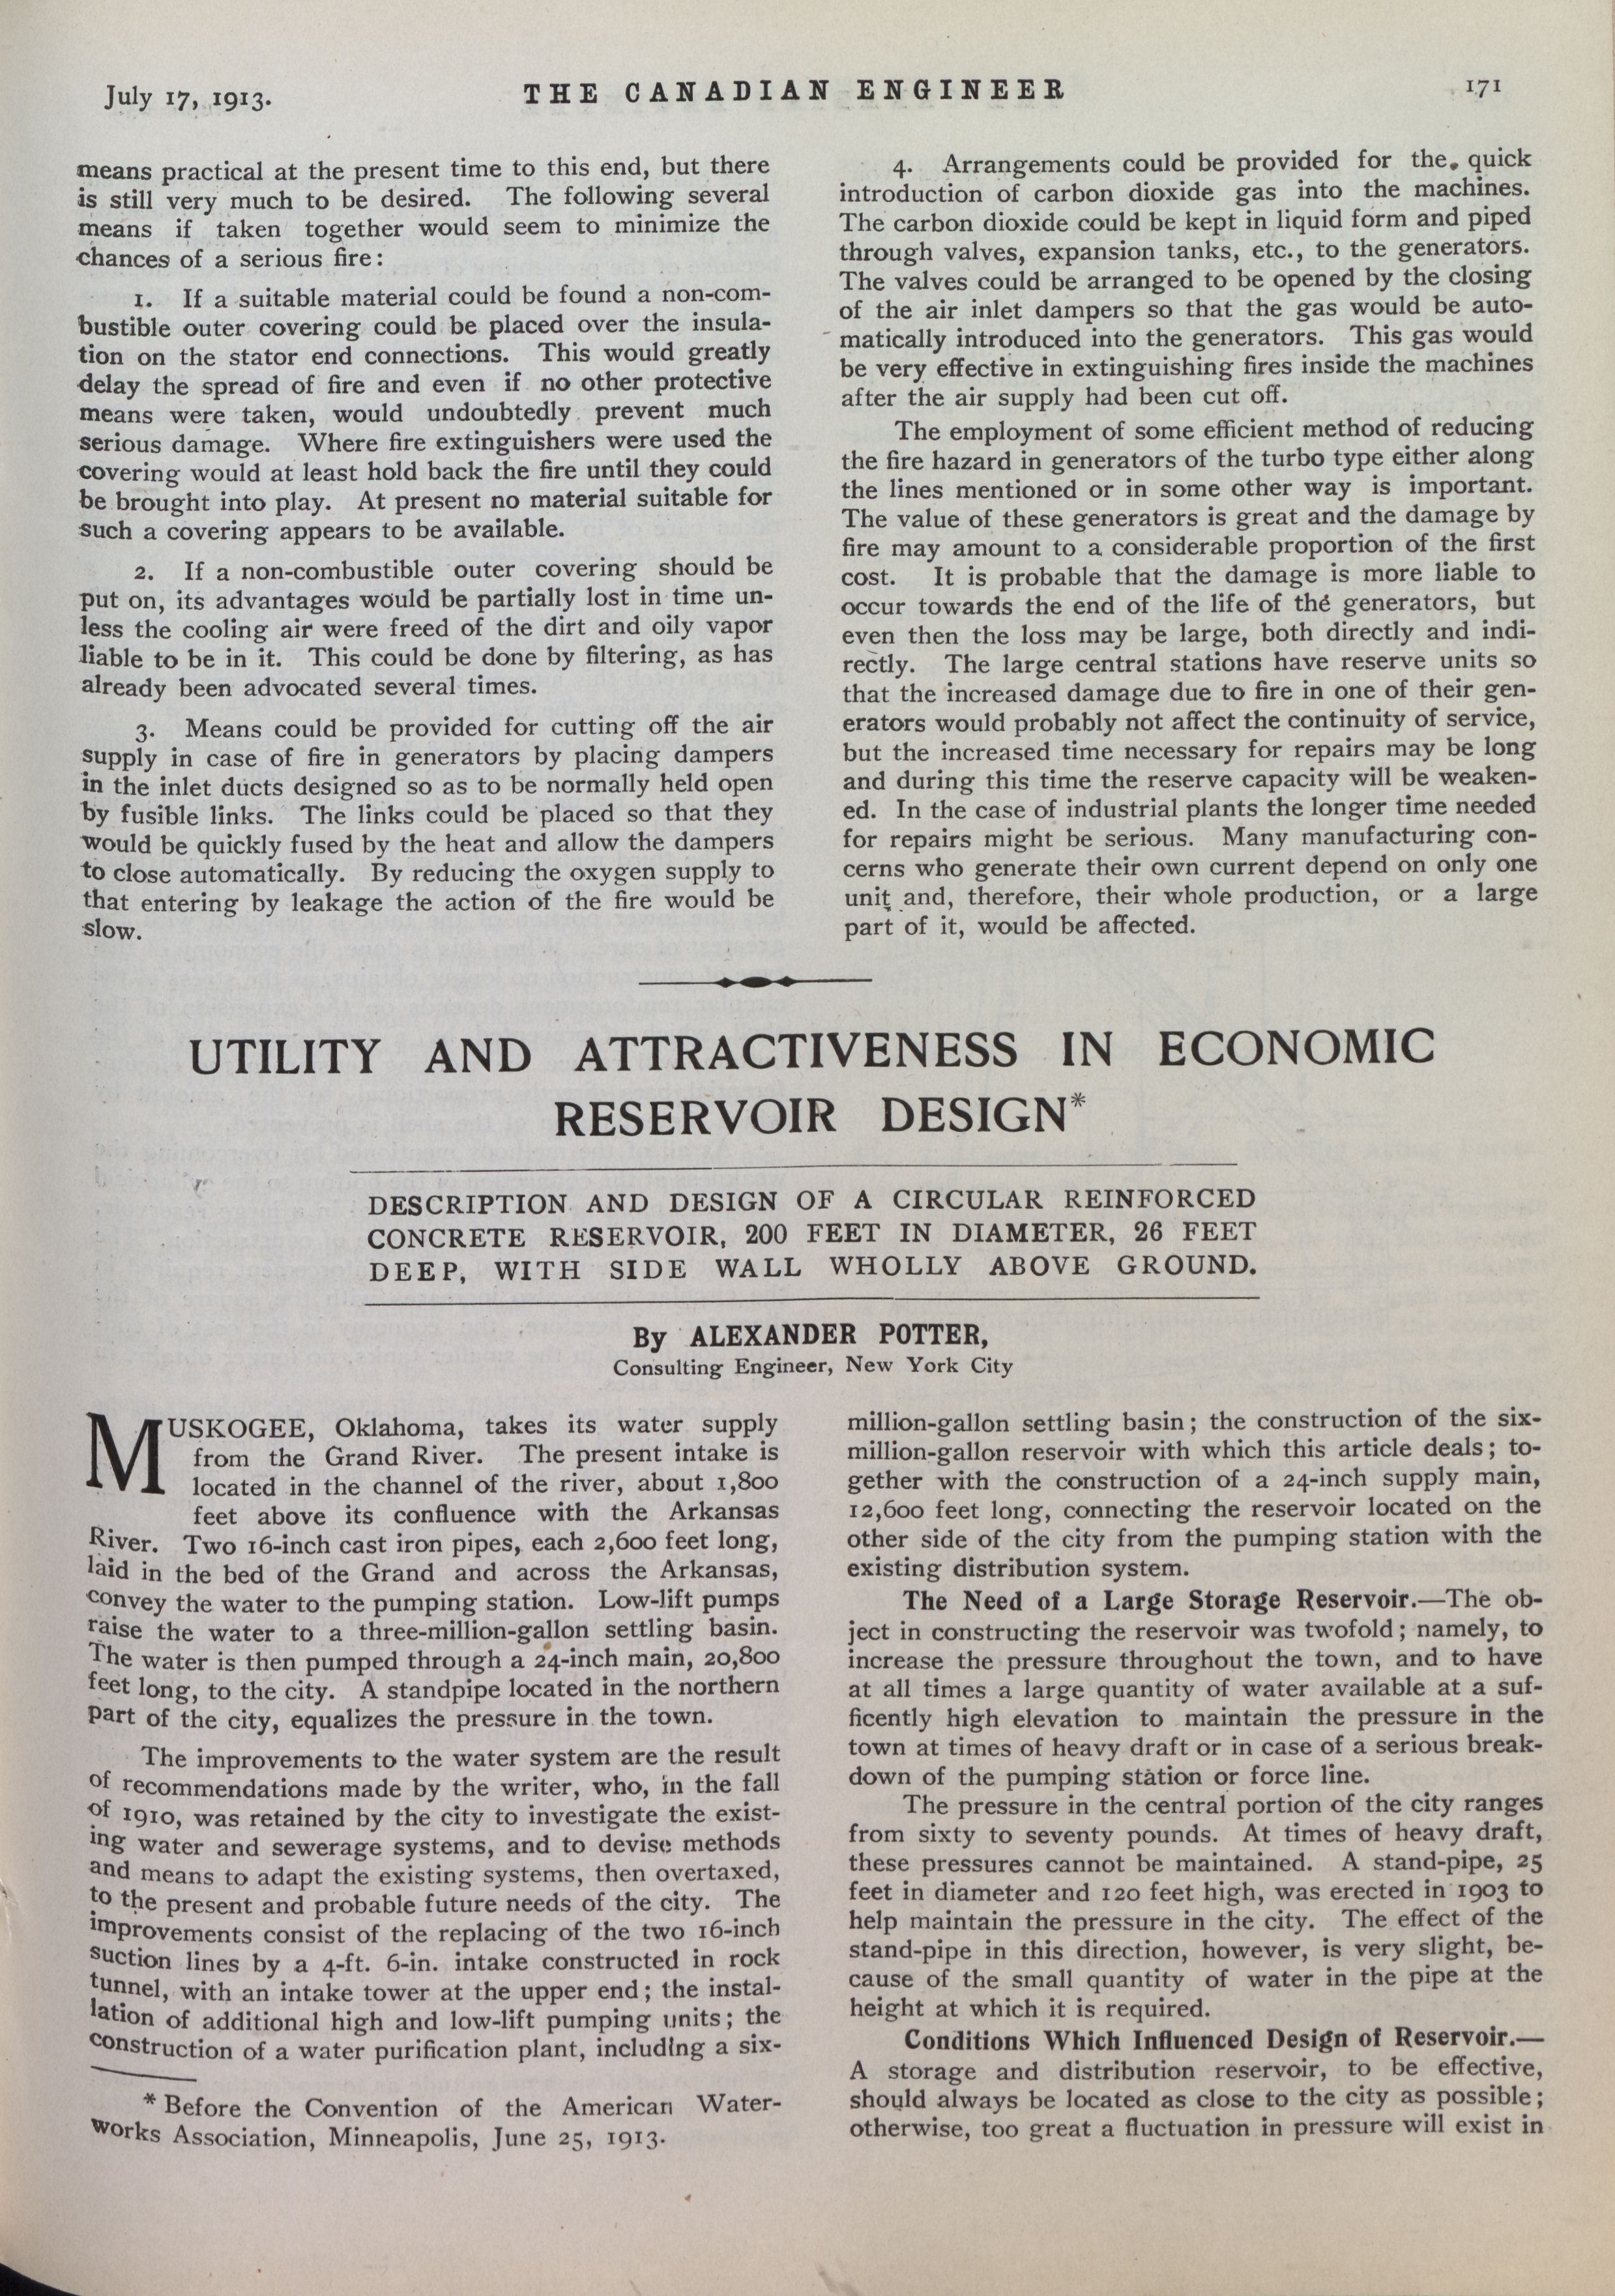 July 17, 1913.
THE CANADIAN ENGINEER
171
means practical at the present time to this end, but there
is still very much to be desired. The following several
means if taken together would seem to minimize the
chances of a serious fire:
1. If a suitable material could be found a non-com-
bustible outer covering could be placed over the insula-
tion on the stator end connections. This would greatly
delay the spread of fire and even if no other protective
means were taken, would undoubtedly prevent much
serious damage. Where fire extinguishers were used the
covering would at least hold back the fire until they could
be brought into play. At present no material suitable for
such a covering appears to be available.
2. If a non-combustible outer covering should be
put on, its advantages would be partially lost in time un-
less the cooling air were freed of the dirt and oily vapor
liable to be in it. This could be done by filtering, as has
already been advocated several times.
3. Means could be provided for cutting off the air
supply in case of fire in generators by placing dampers
in the inlet ducts designed so as to be normally held open
by fusible links. The links could be placed so that they
would be quickly fused by the heat and allow the dampers
to close automatically. By reducing the oxygen supply to
that entering by leakage the action of the fire would be
slow.
4. Arrangements could be provided for the quick
introduction of carbon dioxide gas into the machines.
The carbon dioxide could be kept in liquid form and piped
through valves, expansion tanks, etc., to the generators.
The valves could be arranged to be opened by the closing
of the air inlet dampers so that the gas would be auto-
matically introduced into the generators. This gas would
be very effective in extinguishing fires inside the machines
after the air supply had been cut off.
The employment of some efficient method of reducing
the fire hazard in generators of the turbo type either along
the lines mentioned or in some other way is important.
The value of these generators is great and the damage by
fire may amount to a considerable proportion of the first
cost. It is probable that the damage is more liable to
occur towards the end of the life of the generators, but
even then the loss may be large, both directly and indi-
rectly. The large central stations have reserve units so
that the increased damage due to fire in one of their gen-
erators would probably not affect the continuity of service,
but the increased time necessary for repairs may be long
and during this time the reserve capacity will be weaken-
ed. In the case of industrial plants the longer time needed
for repairs might be serious. Many manufacturing con-
cerns who generate their own current depend on only one
unit and, therefore, their whole production, or a large
part of it, would be affected.
UTILITY AND ATTRACTIVENESS IN ECONOMIC
RESERVOIR DESIGN*
DESCRIPTION AND DESIGN OF A CIRCULAR REINFORCED
CONCRETE RESERVOIR, 200 FEET IN DIAMETER, 26 FEET
DEEP, WITH SIDE WALL WHOLLY ABOVE GROUND.
By ALEXANDER POTTER,
Consulting Engineer, New York City
MUSKOGEE, Oklahoma, takes its water supply
from the Grand River. The present intake is
located in the channel of the river, about 1,800
feet above its confluence with the Arkansas
River. Two 16-inch cast iron pipes, each 2,600 feet long,
laid in the bed of the Grand and across the Arkansas,
convey the water to the pumping station. Low-lift pumps
raise the water to a three-million-gallon settling basin.
The water is then pumped through a 24-inch main, 20,800
feet long, to the city. A standpipe located in the northern
part of the city, equalizes the pressure in the town.
The improvements to the water system are the result
of recommendations made by the writer, who, in the fall
of 1910, was retained by the city to investigate the exist-
ing water and sewerage systems, and to devise methods
and means to adapt the existing systems, then overtaxed,
to the present and probable future needs of the city. The
improvements consist of the replacing of the two 16-inch
suction lines by a 4-ft. 6-in. intake constructed in rock
tunnel, with an intake tower at the upper end; the instal-
lation of additional high and low-lift pumping units; the
construction of a water purification plant, including a six-
* Before the Convention of the American Water-
works Association, Minneapolis, June 25, 1913.
million-gallon settling basin; the construction of the six-
million-gallon reservoir with which this article deals; to-
gether with the construction of a 24-inch supply main,
12,600 feet long, connecting the reservoir located on the
other side of the city from the pumping station with the
existing distribution system.
The Need of a Large Storage Reservoir.—The ob-
ject in constructing the reservoir was twofold; namely, to
increase the pressure throughout the town, and to have
at all times a large quantity of water available at a suf-
ficently high elevation to maintain the pressure in the
town at times of heavy draft or in case of a serious break-
down of the pumping station or force line.
The pressure in the central portion of the city ranges
from sixty to seventy pounds. At times of heavy draft,
these pressures cannot be maintained. A stand-pipe, 25
feet in diameter and 120 feet high, was erected in 1903 to
help maintain the pressure in the city. The effect of the
stand-pipe in this direction, however, is very slight, be-
cause of the small quantity of water in the pipe at the
height at which it is required.
Conditions Which Influenced Design of Reservoir.—
A storage and distribution reservoir, to be effective,
should always be located as close to the city as possible;
otherwise, too great a fluctuation in pressure will exist in